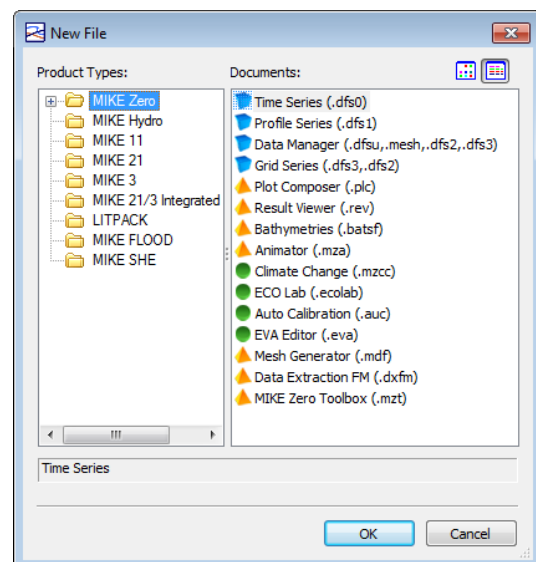 New File
Product Types:
Documents:
MIKE Zero
MIKE Hydro
MIKE 11
MIKE 21
MIKE 3
MIKE 21/3 Integrated
LITPACK
MIKE FLOOD
MIKE SHE
Time Series (.dfs0)
Profile Series (.dfs1)
Data Manager (.dfsu,.mesh,.dfs2,.dfs3)
Grid Series (.dfs3,.dfs2)
Plot Composer (.plc)
Result Viewer (.rev)
Bathymetries (.batsf)
Animator (.mza)
Climate Change (.mzcc)
ECO Lab (.ecolab)
Auto Calibration (.auc)
EVA Editor (.eva)
Mesh Generator (.mdf)
Data Extraction FM (.dxfm)
MIKE Zero Toolbox (.mzt)
Time Series
OK
Cancel